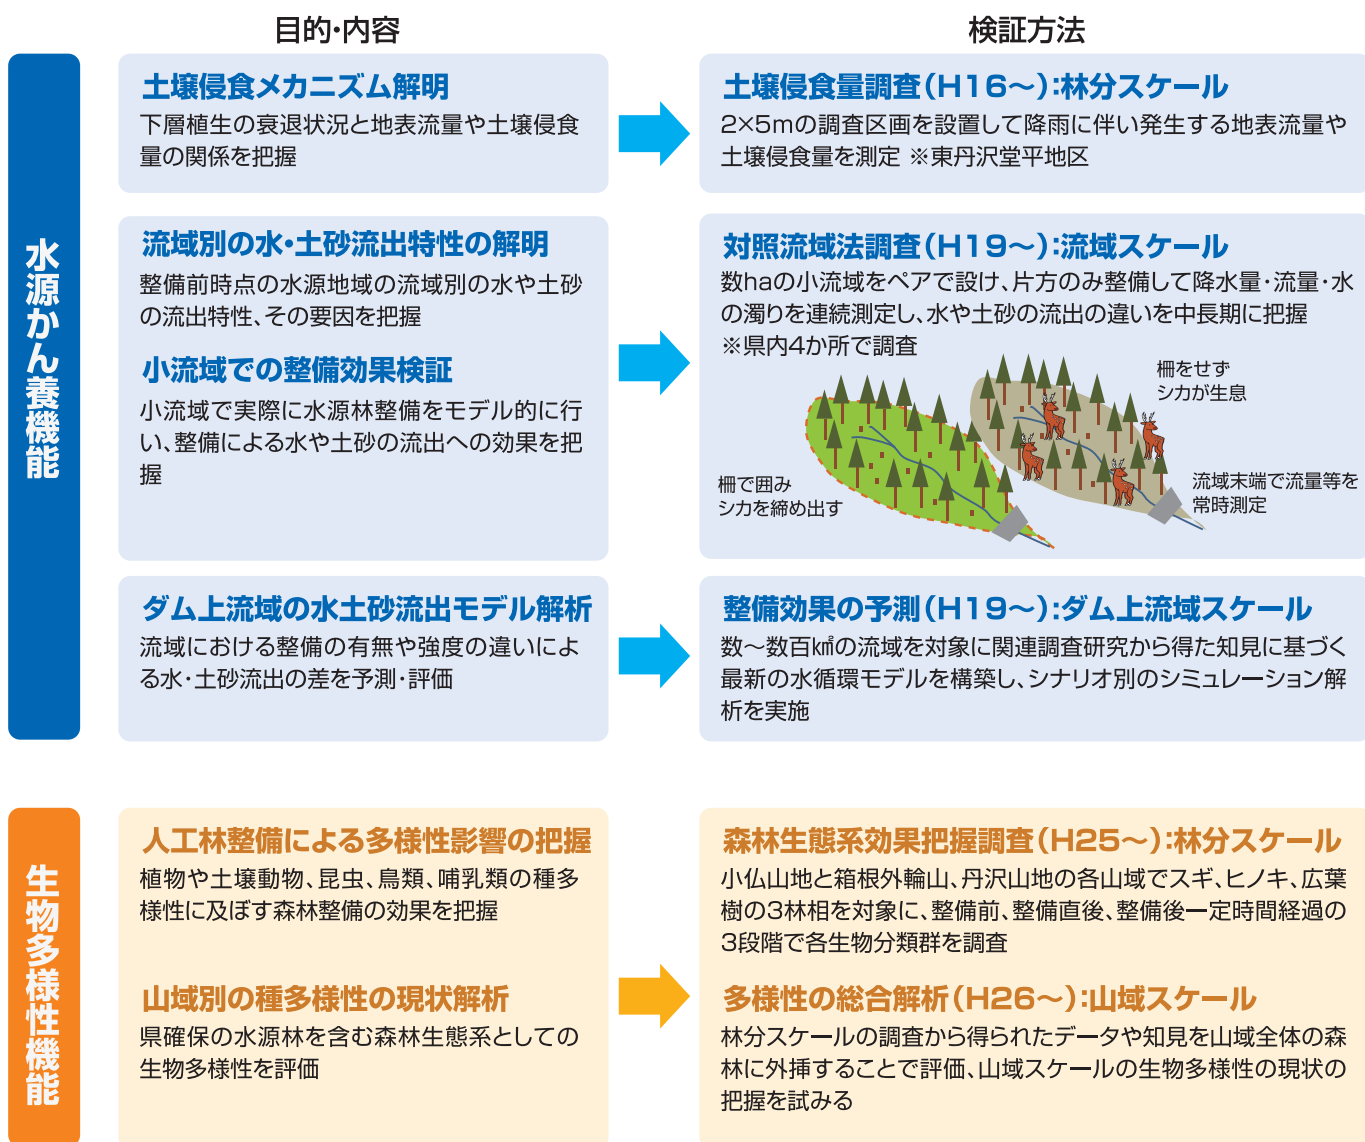 目的・内容
検証方法
水源かん養機能
土壌侵食メカニズム解明
下層植生の衰退状況と地表流量や土壌侵食
量の関係を把握
土壌侵食量調査（H16〜）：林分スケール
2×5mの調査区画を設置して降雨に伴い発生する地表流量や
土壌侵食量を測定 ※東丹沢堂平地区
流域別の水・土砂流出特性の解明
整備前時点の水源地域の流域別の水や土砂
の流出特性、その要因を把握
小流域での整備効果検証
小流域で実際に水源林整備をモデル的に行
い、整備による水や土砂の流出への効果を把
握
対照流域法調査（H19〜）：流域スケール
数haの小流域をペアで設け、片方のみ整備して降水量・流量・水
の濁りを連続測定し、水や土砂の流出の違いを中長期に把握
※県内4か所で調査
柵をせず
シカが生息
柵で囲み
シカを締め出す
流域末端で流量等を
常時測定
ダム上流域の水土砂流出モデル解析
流域における整備の有無や強度の違いによ
る水・土砂流出の差を予測・評価
整備効果の予測（H19〜）：ダム上流域スケール
数〜数百㎢の流域を対象に関連調査研究から得た知見に基づく
最新の水循環モデルを構築し、シナリオ別のシミュレーション解
析を実施
生物多様性機能
人工林整備による多様性影響の把握
植物や土壌動物、昆虫、鳥類、哺乳類の種多
様性に及ぼす森林整備の効果を把握
山域別の種多様性の現状解析
県確保の水源林を含む森林生態系としての
生物多様性を評価
森林生態系効果把握調査（H25〜）：林分スケール
小仏山地と箱根外輪山、丹沢山地の各山域でスギ、ヒノキ、広葉
樹の3林相を対象に、整備前、整備直後、整備後一定時間経過の
3段階で各生物分類群を調査
多様性の総合解析（H26〜）：山域スケール
林分スケールの調査から得られたデータや知見を山域全体の森
林に外挿することで評価、山域スケールの生物多様性の現状の
把握を試みる